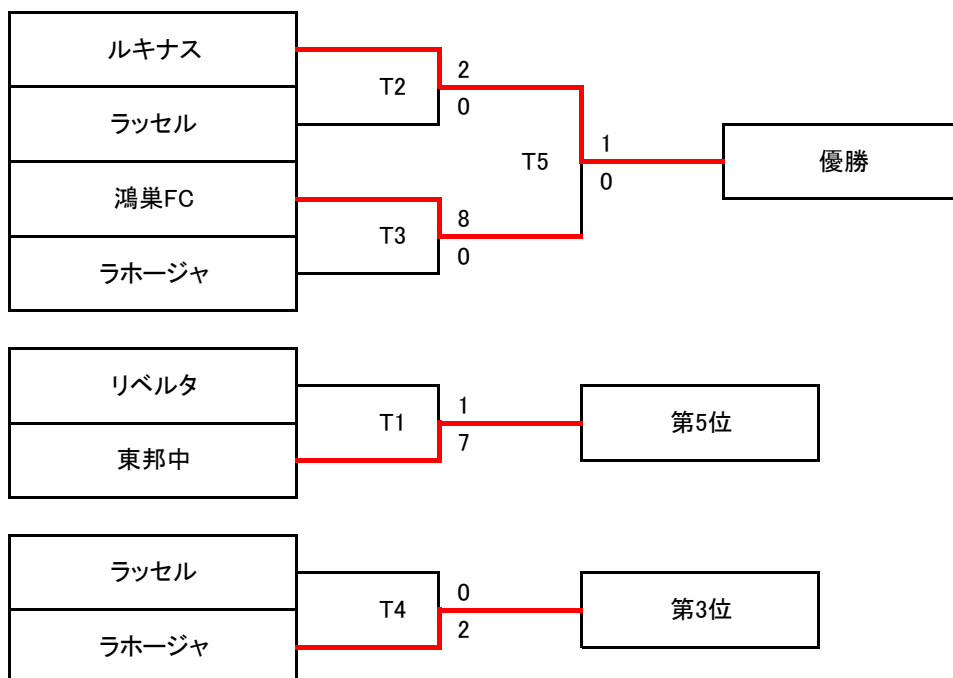 ルキナス
T2
2
0
ラッセル
T5
1
0
優勝
鴻巣FC
T3
8
0
ラホージャ
リベルタ
T1
1
7
第5位
東邦中
ラッセル
T4
0
2
第3位
ラホージャ